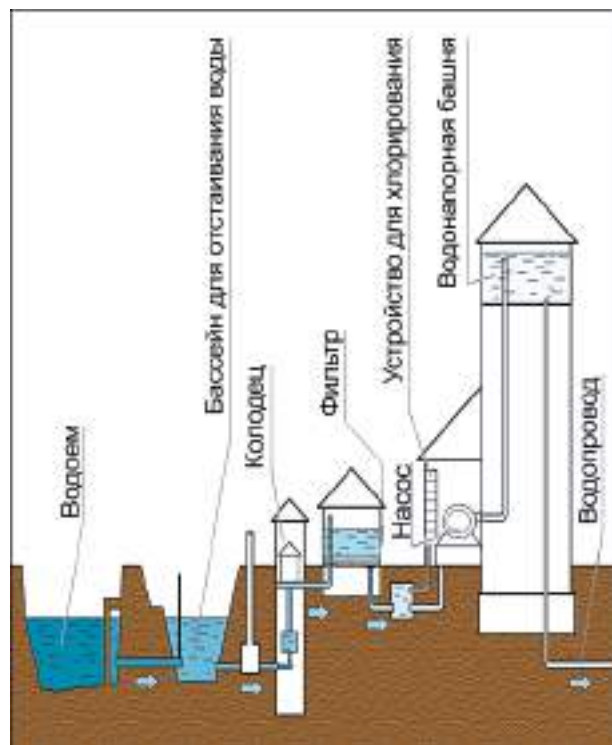 Водоем
Бассейн для отстаивания воды
Колодец
Фильтр
Насос
Устройство для хлорирования
Водонапорная башня
Водопровод